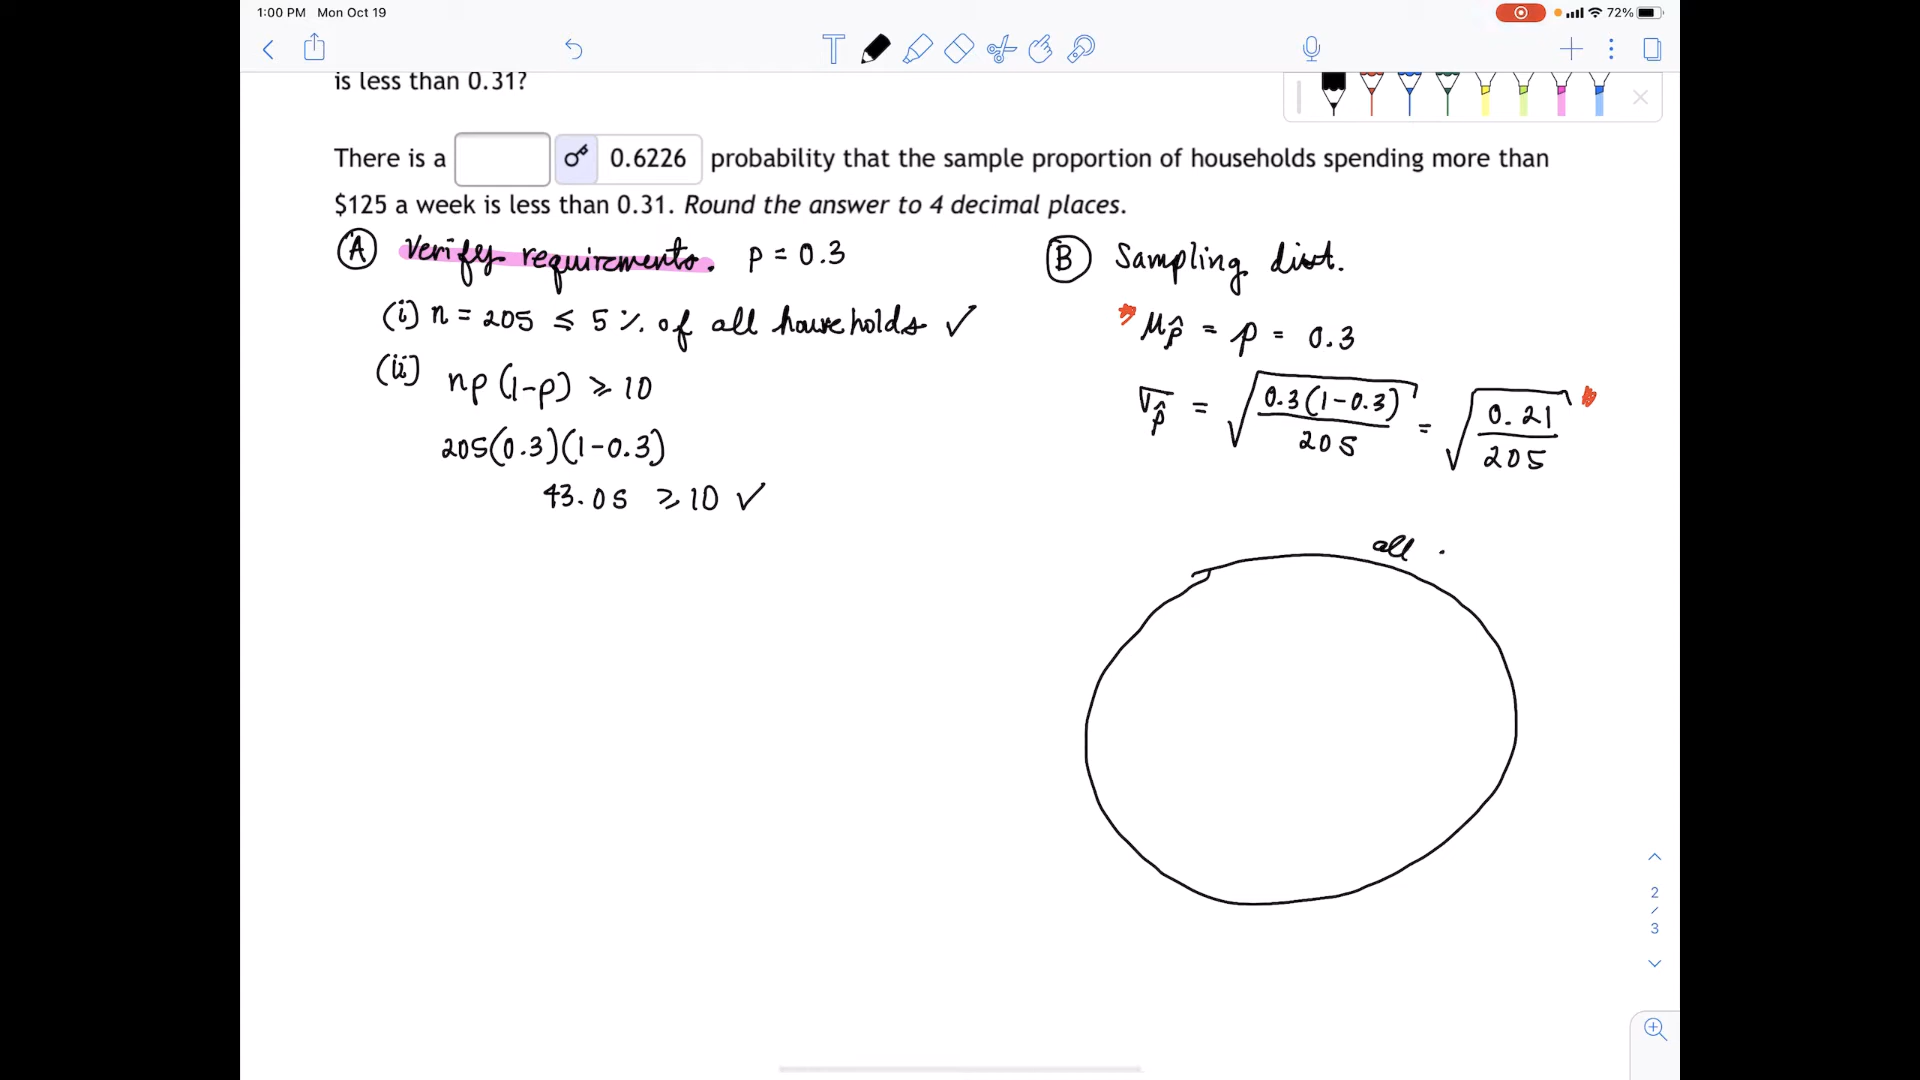 1:00 PM Mon Oct 19
72%
is less than 0.31?
There is a 0.6226 probability that the sample proportion of households spending more than
$125 a week is less than 0.31. Round the answer to 4 decimal places.
Ⓐ Verify requirements. p = 0.3
(i) n = 205 ≤ 5 % of all households ✓
(ii) np(1-p) ≥ 10
205(0.3)(1-0.3)
43.05 ≥ 10 ✓
Ⓑ Sampling dist.
μp̂ = p = 0.3
σp̂ = √(0.3(1-0.3)/205) = √(0.21/205)
all
2
/
3